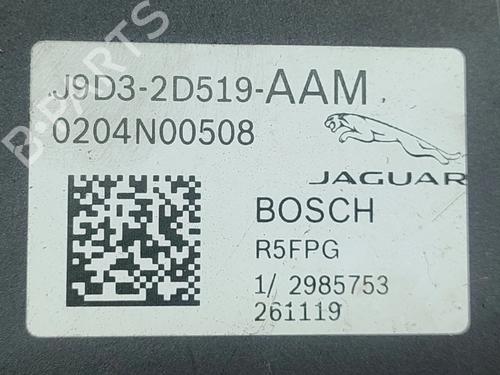 J9D3-2D519-AAM
0204N00508
JAGUAR
BOSCH
R5FPG
1/ 2985753
261119
B-PARTS